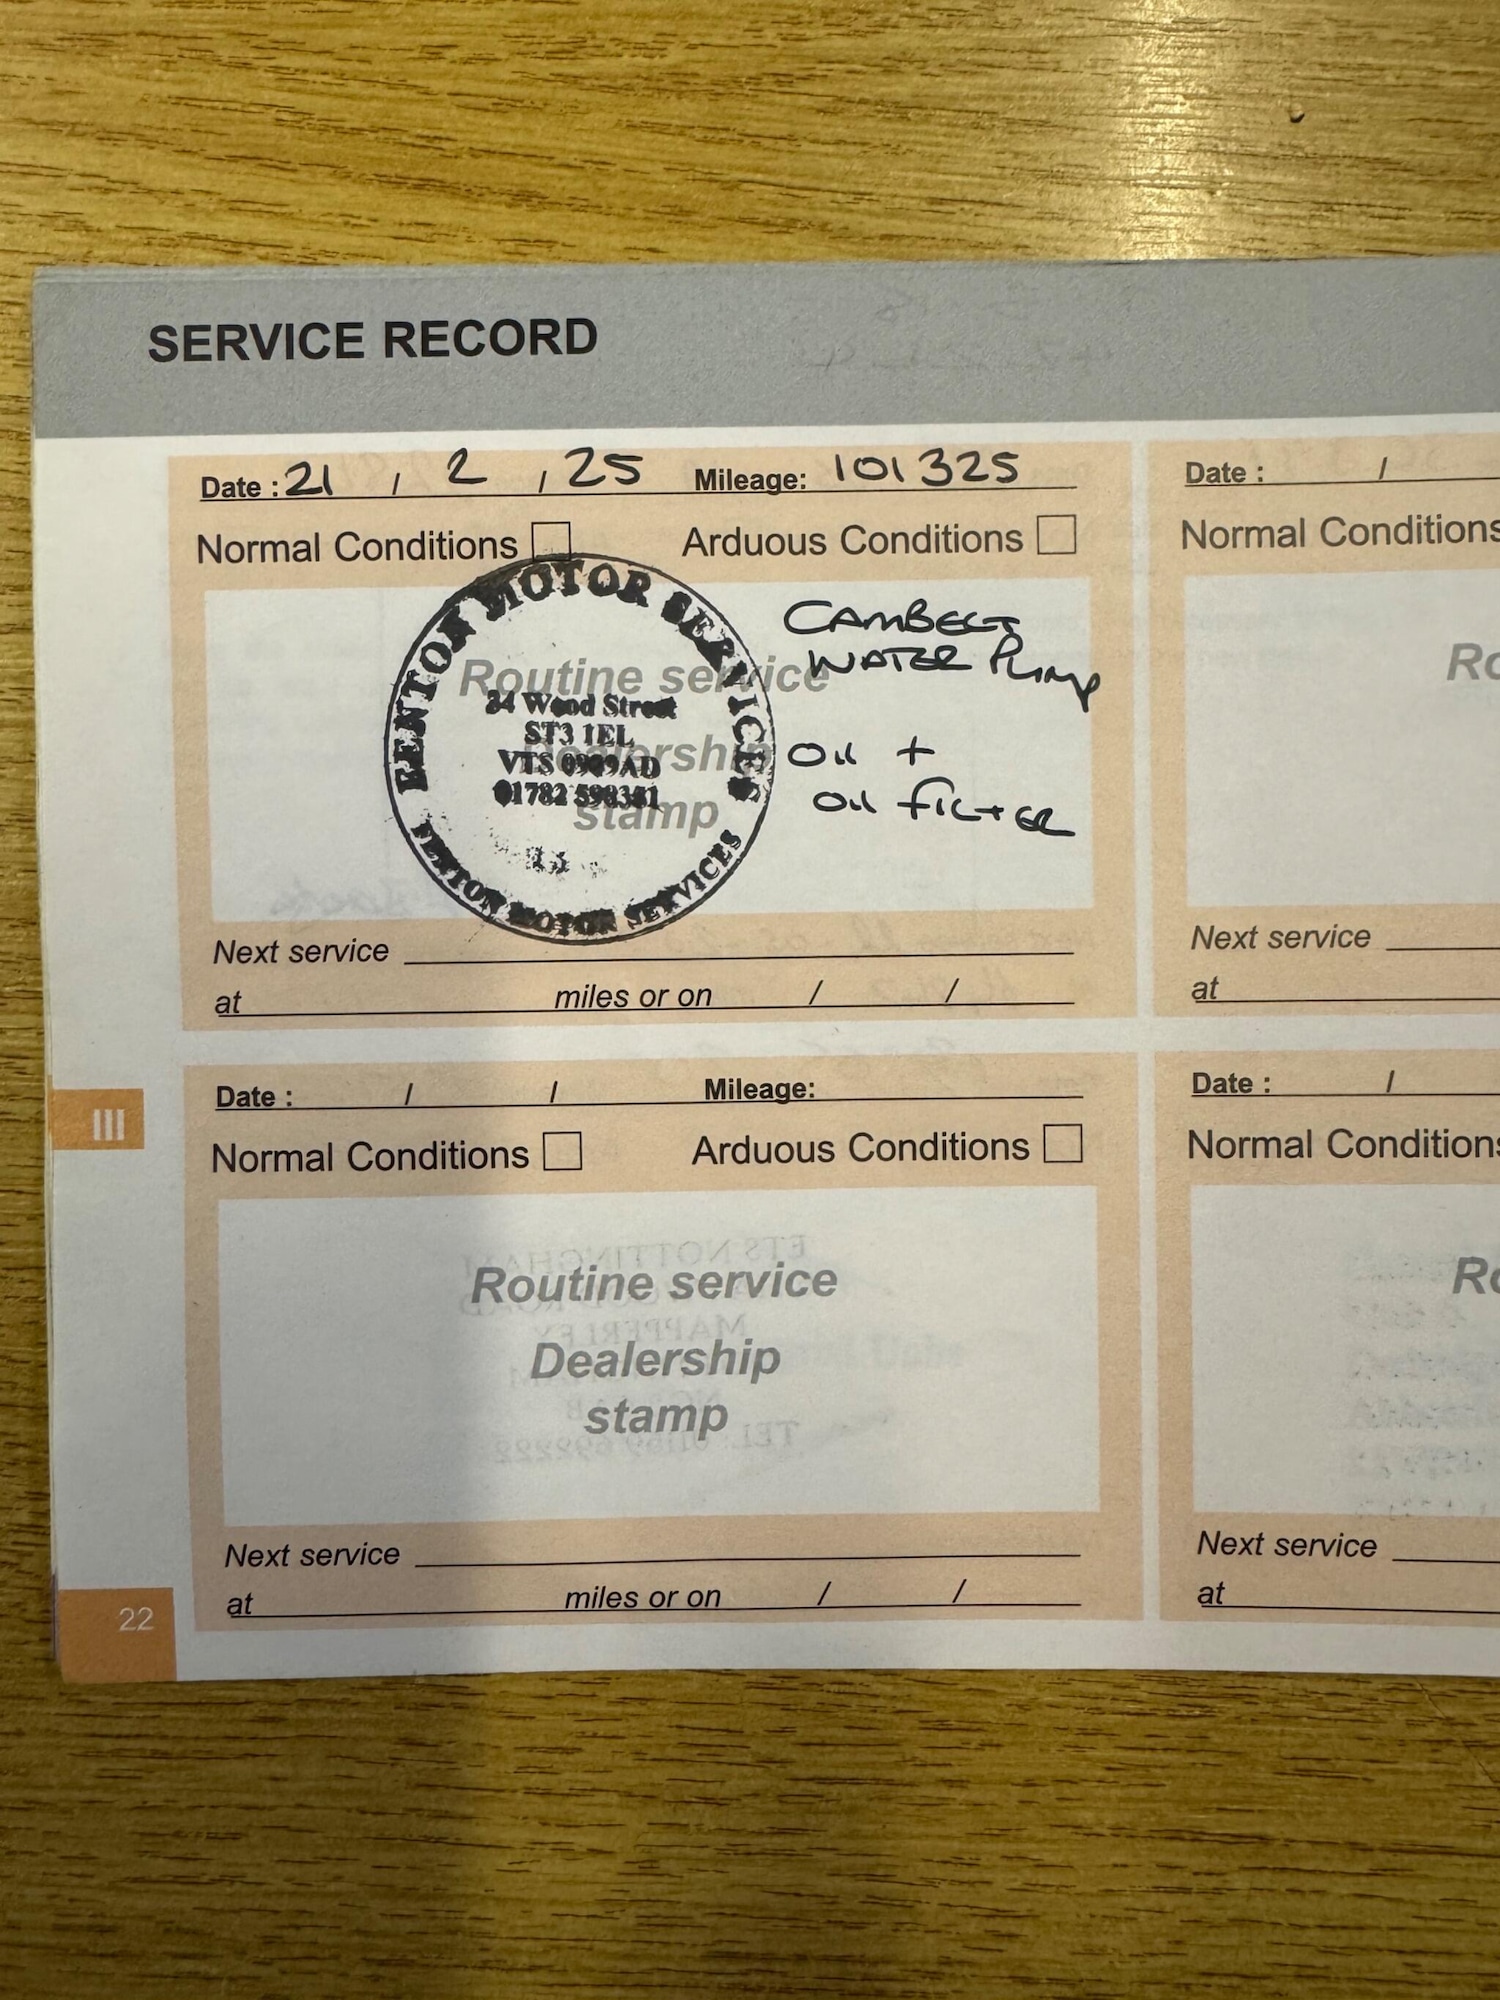 SERVICE RECORD
Date : 21 / 2 / 25 Mileage: 101325
Normal Conditions Arduous Conditions
FENTON MOTOR SERVICES
Routine service
Dealership
stamp
24 Wood Street
ST3 1EL
FENTON MOTOR SERVICES
CAMBELT
WATER PUMP
OIL +
OIL FILTER
Next service
at miles or on / /
Date : / / Mileage:
Normal Conditions Arduous Conditions
Routine service
Dealership
stamp
Next service
at miles or on / /
Date : /
Normal Conditions
Ro
Next service
at
Date : /
Normal Conditions
Ro
Next service
at
III
22